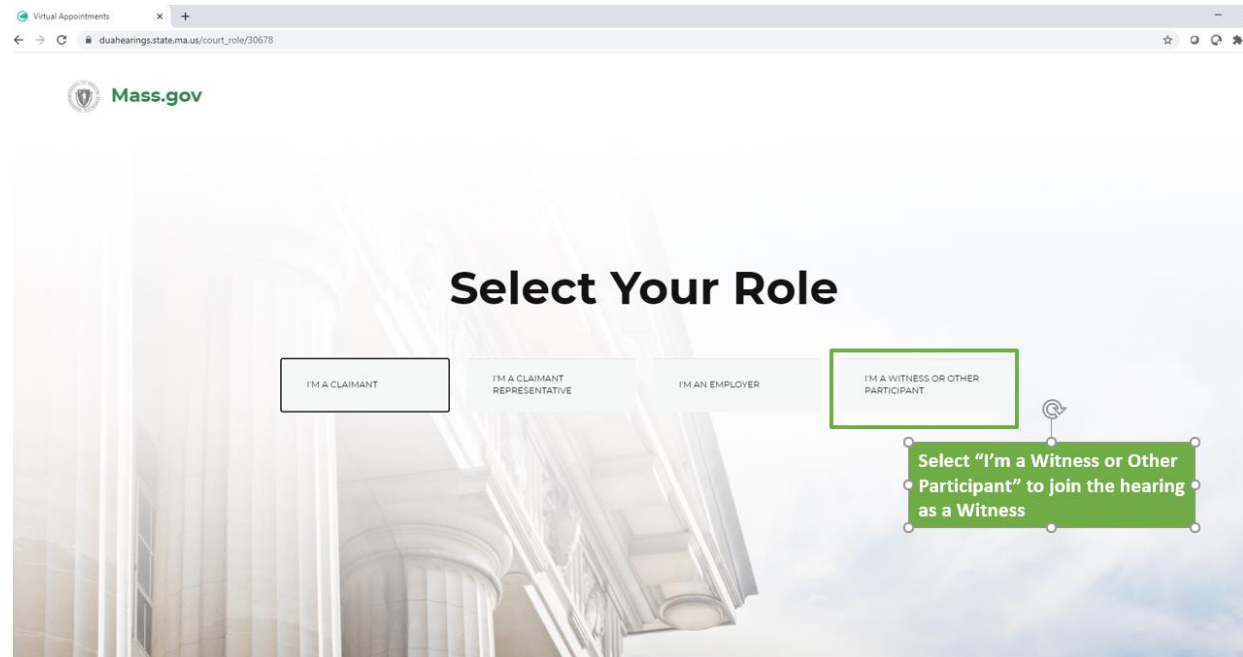 Virtual Appointments
duahearings.state.ma.us/court_role/30678
Mass.gov
Select Your Role
I'M A CLAIMANT
I'M A CLAIMANT
REPRESENTATIVE
I'M AN EMPLOYER
I'M A WITNESS OR OTHER
PARTICIPANT
Select “I’m a Witness or Other
Participant” to join the hearing
as a Witness